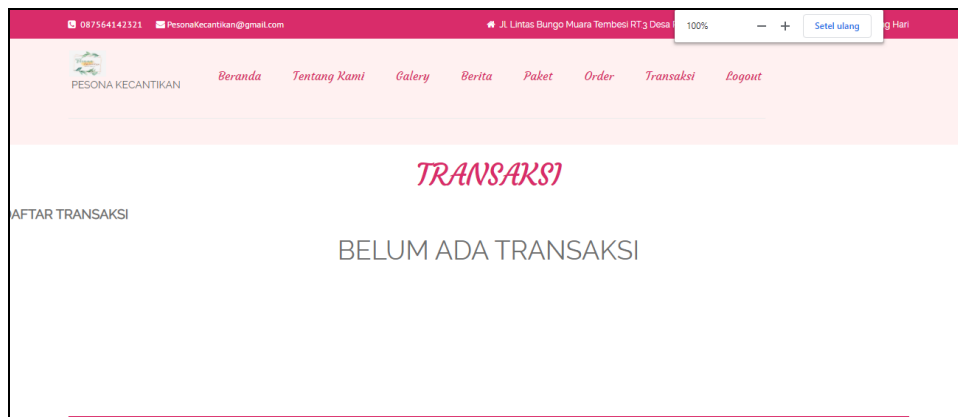 087564142321 PesonaKecantikan@gmail.com Jl. Lintas Bungo Muara Tembesi RT.3 Desa
100% − + Setel ulang
Hari
PESONA KECANTIKAN
Beranda Tentang Kami Galery Berita Paket Order Transaksi Logout
TRANSAKSI
AFTAR TRANSAKSI
BELUM ADA TRANSAKSI